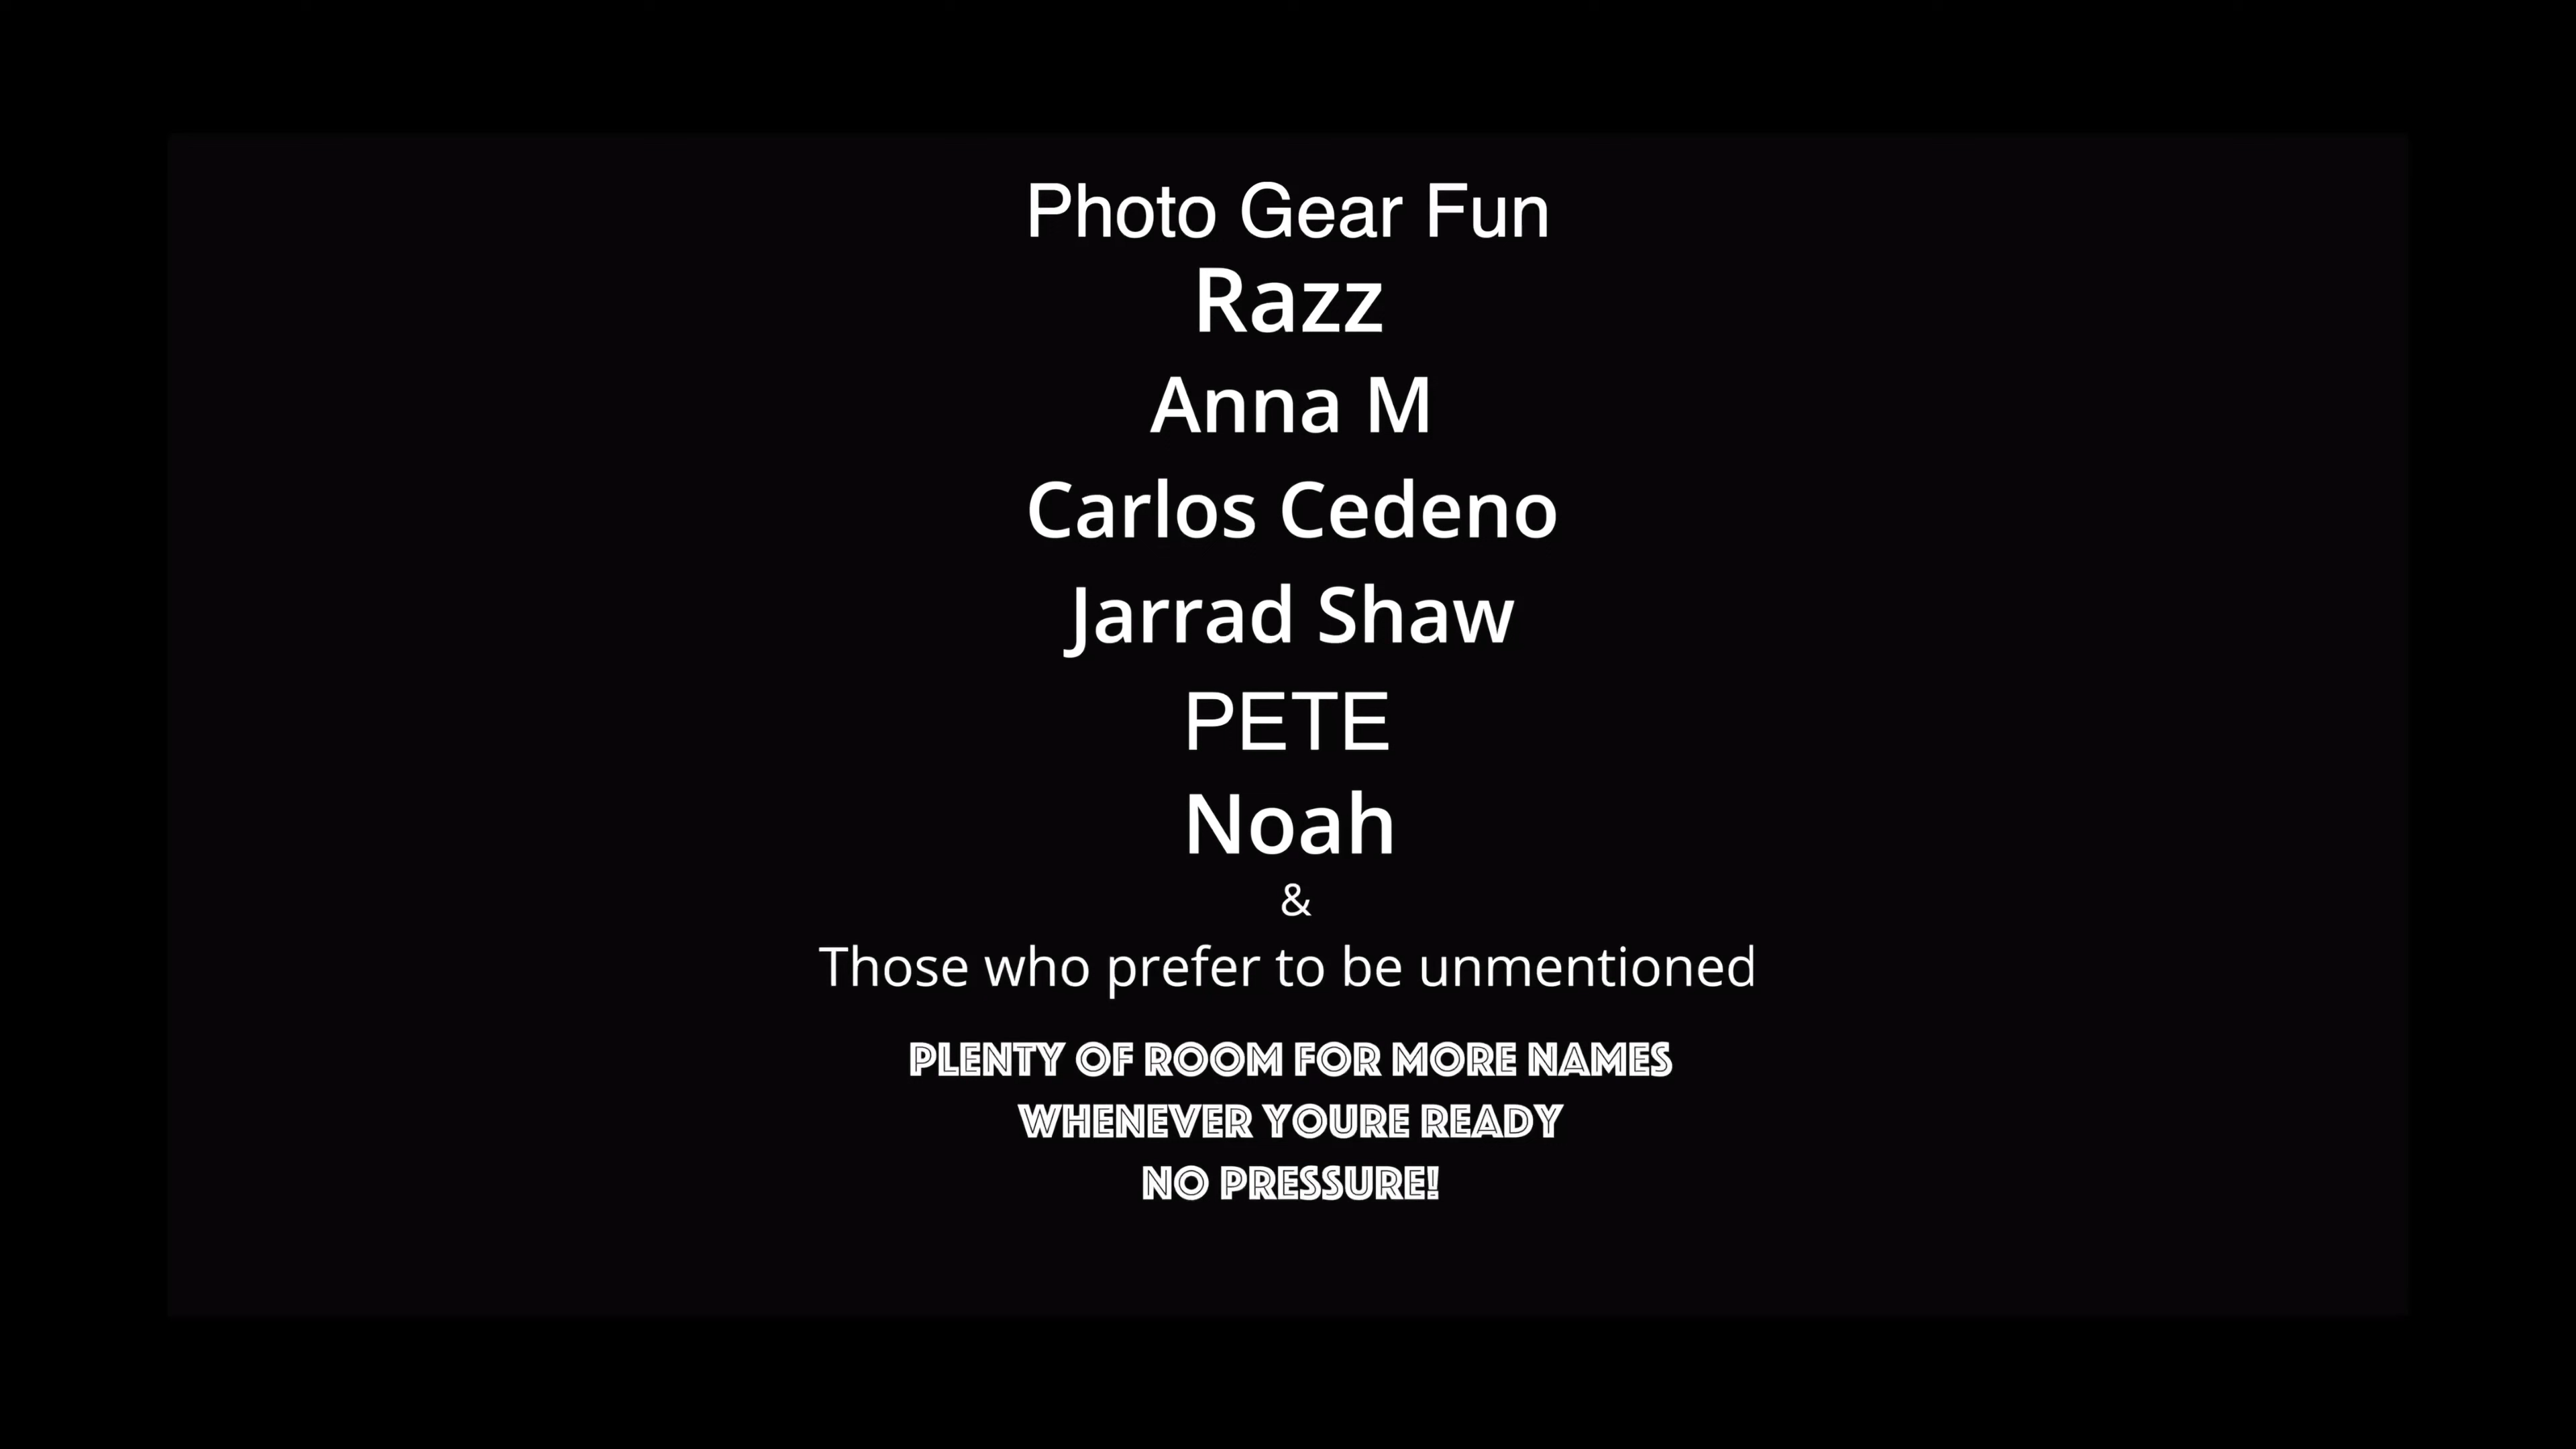 Photo Gear Fun
Razz
Anna M
Carlos Cedeno
Jarrad Shaw
PETE
Noah
&
Those who prefer to be unmentioned
PLENTY OF ROOM FOR MORE NAMES
WHENEVER YOURE READY
NO PRESSURE!